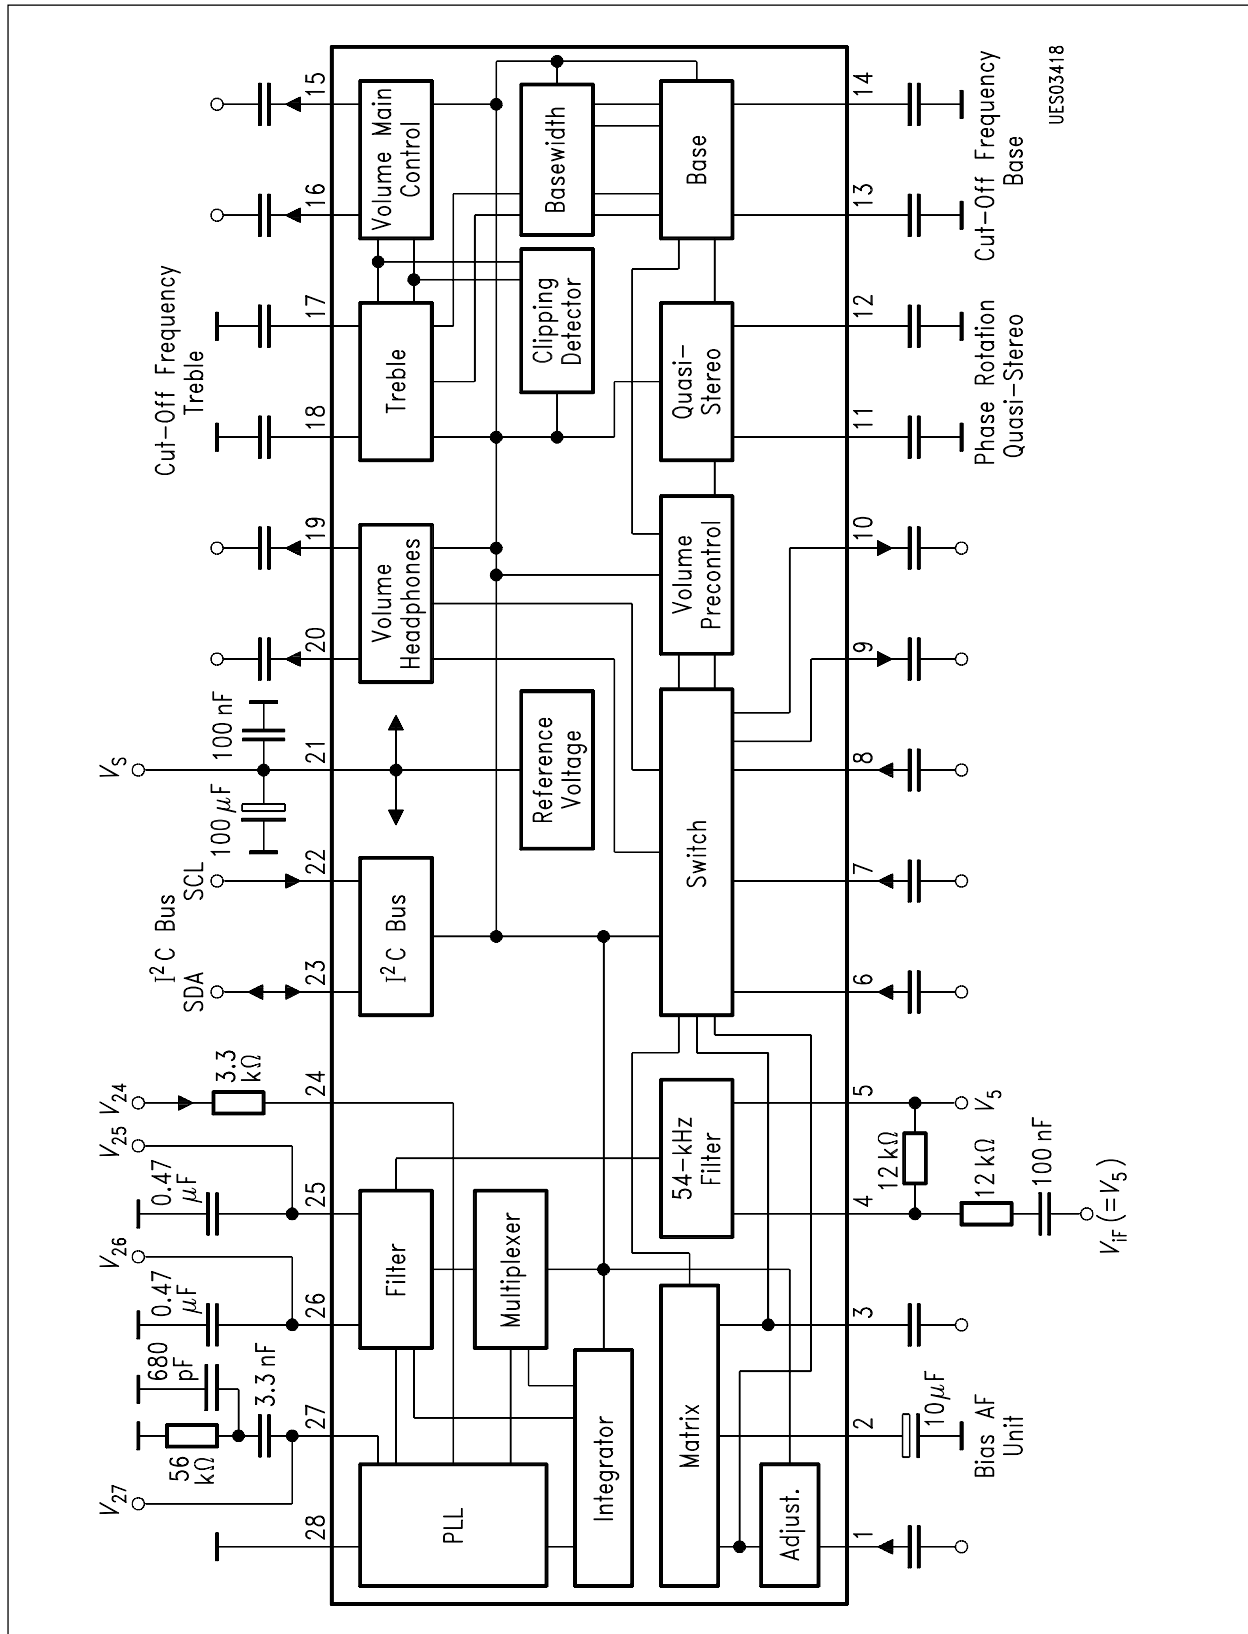 Cut-Off Frequency
Treble
I²C Bus
SDA
SCL
V_S
100 µF
100 nF
V₂₇
56
kΩ
680
pF
3.3 nF
0.47
µF
V₂₆
0.47
µF
V₂₅
V₂₄
3.3
kΩ
28
27
26
25
24
23
22
21
20
19
18
17
16
15
PLL
Filter
Multiplexer
Integrator
I²C Bus
Reference
Voltage
Volume
Headphones
Treble
Clipping
Detector
Volume Main
Control
Basewidth
Matrix
Adjust.
54-kHz
Filter
Switch
Volume
Precontrol
Quasi-
Stereo
Base
1
2
3
4
5
6
7
8
9
10
11
12
13
14
10 µF
Bias AF
Unit
12 kΩ
12 kΩ
100 nF
V₅
V_iF (=V₅)
Phase Rotation
Quasi-Stereo
Cut-Off Frequency
Base
UES03418